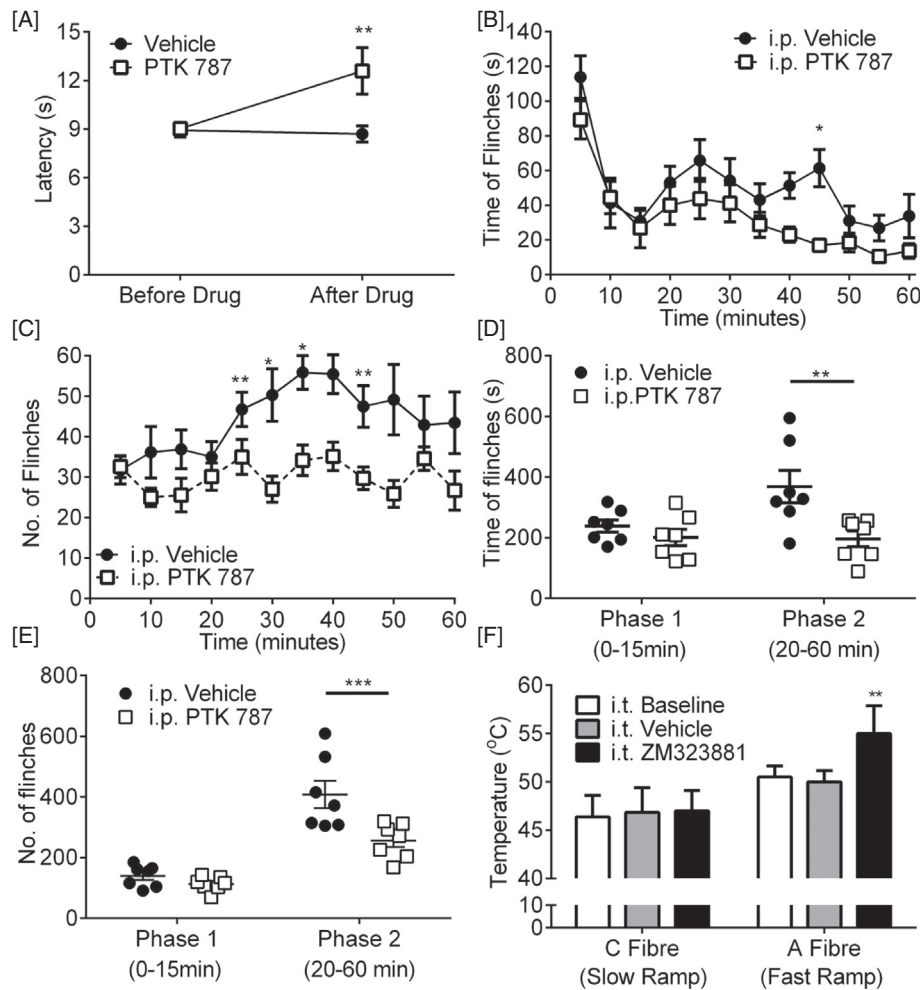 [A]
Vehicle
PTK 787
**
15
12
9
6
3
0
Latency (s)
Before Drug
After Drug
[B]
i.p. Vehicle
i.p. PTK 787
*
140
120
100
80
60
40
20
0
Time of Flinches (s)
0 10 20 30 40 50 60
Time (minutes)
[C]
** * * **
60
50
40
30
20
10
0
No. of Flinches
i.p. Vehicle
i.p. PTK 787
0 10 20 30 40 50 60
Time (minutes)
[D]
i.p. Vehicle
i.p.PTK 787
**
800
600
400
200
0
Time of flinches (s)
Phase 1
(0-15min)
Phase 2
(20-60 min)
[E]
i.p. Vehicle
i.p. PTK 787
***
800
600
400
200
0
No. of flinches
Phase 1
(0-15min)
Phase 2
(20-60 min)
[F]
i.t. Baseline
i.t. Vehicle
i.t. ZM323881
**
60
55
50
45
40
10
0
Temperature (°C)
C Fibre
(Slow Ramp)
A Fibre
(Fast Ramp)